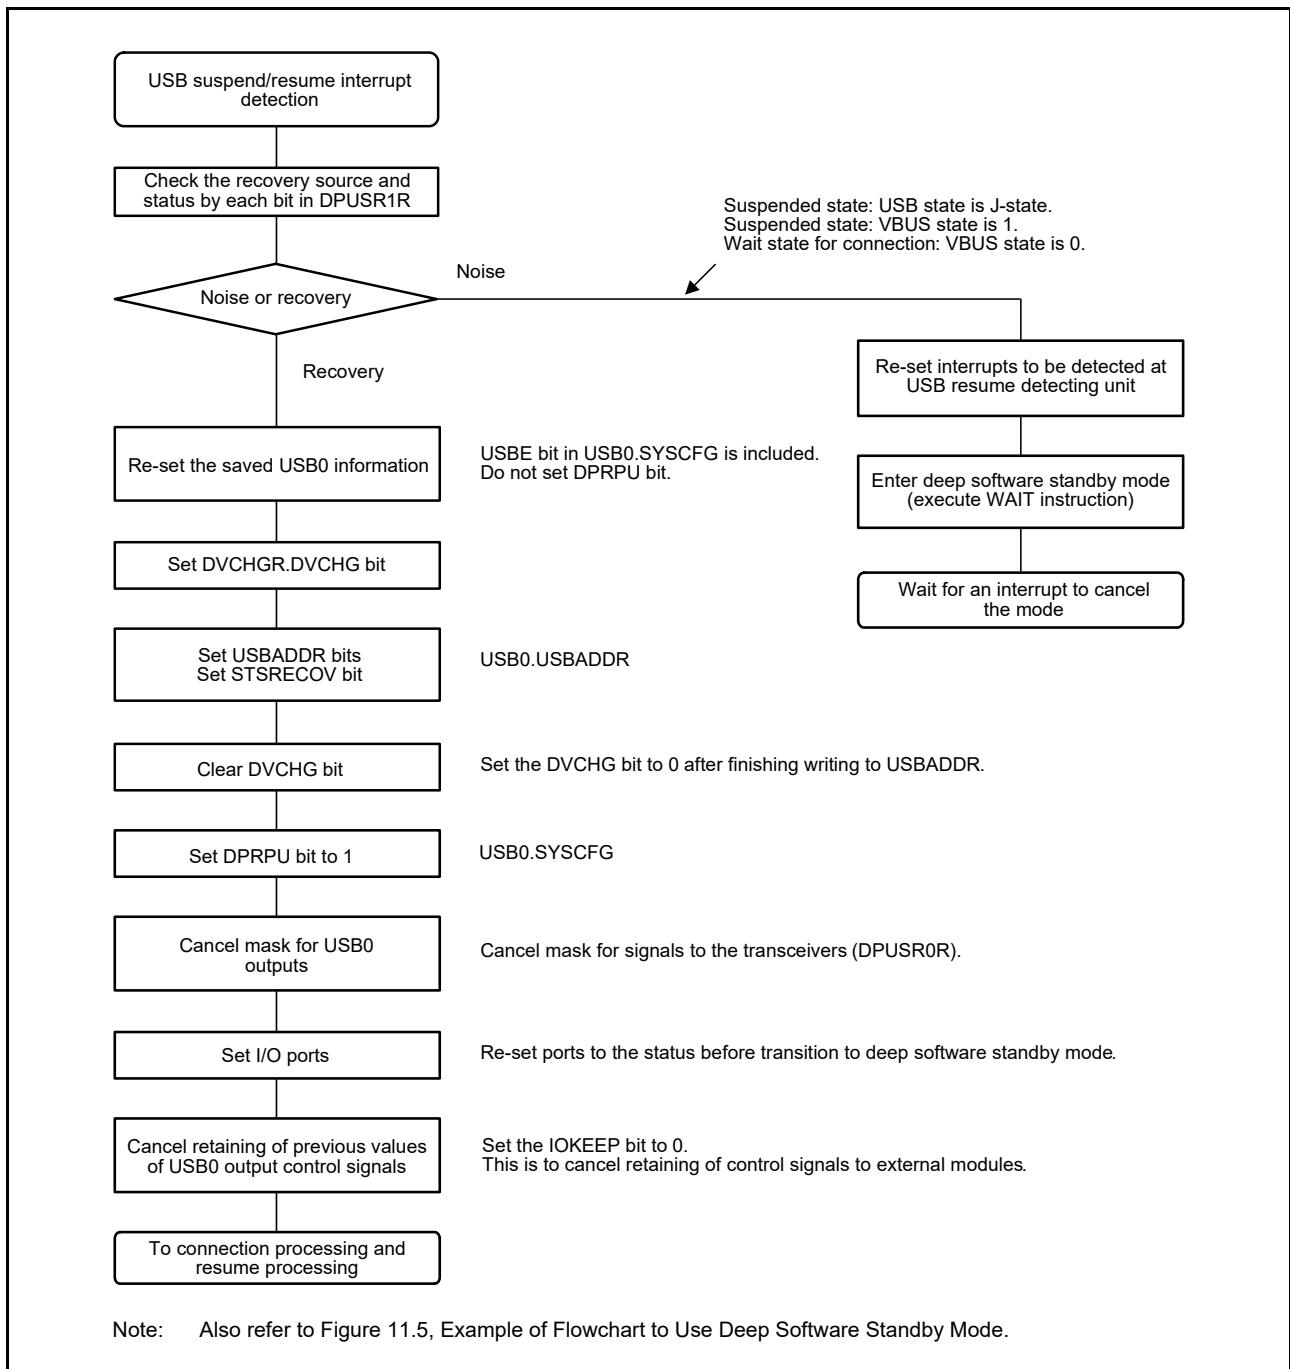 USB suspend/resume interrupt
detection
Check the recovery source and
status by each bit in DPUSR1R
Suspended state: USB state is J-state.
Suspended state: VBUS state is 1.
Wait state for connection: VBUS state is 0.
Noise
Noise or recovery
Recovery
Re-set interrupts to be detected at
USB resume detecting unit
Enter deep software standby mode
(execute WAIT instruction)
Wait for an interrupt to cancel
the mode
Re-set the saved USB0 information
USBE bit in USB0.SYSCFG is included.
Do not set DPRPU bit.
Set DVCHGR.DVCHG bit
Set USBADDR bits
Set STSRECOV bit
USB0.USBADDR
Clear DVCHG bit
Set the DVCHG bit to 0 after finishing writing to USBADDR.
Set DPRPU bit to 1
USB0.SYSCFG
Cancel mask for USB0
outputs
Cancel mask for signals to the transceivers (DPUSR0R).
Set I/O ports
Re-set ports to the status before transition to deep software standby mode.
Cancel retaining of previous values
of USB0 output control signals
Set the IOKEEP bit to 0.
This is to cancel retaining of control signals to external modules.
To connection processing and
resume processing
Note: Also refer to Figure 11.5, Example of Flowchart to Use Deep Software Standby Mode.